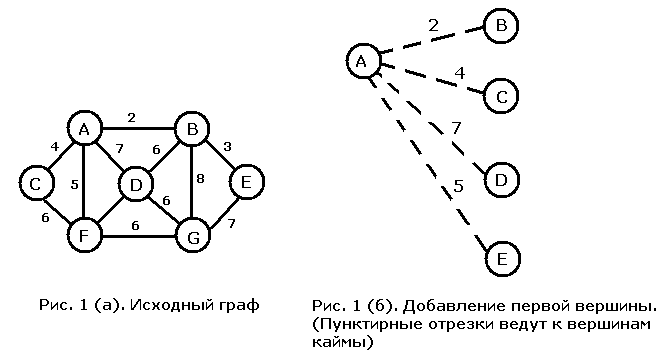 2
A
B
4
7
6
3
C
5
D
8
E
6
6
F
6
G
7
Рис. 1 (а). Исходный граф
2
B
A
4
C
7
D
5
E
Рис. 1 (б). Добавление первой вершины.
(Пунктирные отрезки ведут к вершинам
каймы)